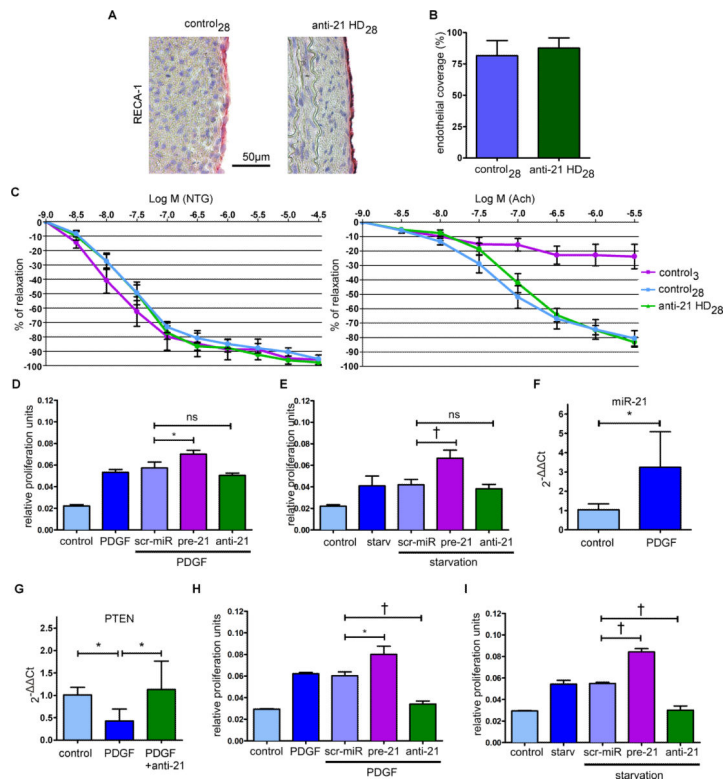 A
control28
anti-21 HD28
RECA-1
50μm
B
endothelial coverage (%)
75
50
25
0
control28
anti-21 HD28
C
Log M (NTG)
-9.0 -8.5 -8.0 -7.5 -7.0 -6.5 -6.0 -5.5 -5.0 -4.5
% of relaxation
0
-10
-20
-30
-40
-50
-60
-70
-80
-90
-100
Log M (Ach)
-9.0 -8.5 -8.0 -7.5 -7.0 -6.5 -6.0 -5.5
% of relaxation
0
-10
-20
-30
-40
-50
-60
-70
-80
-90
-100
control3
control28
anti-21 HD28
D
relative proliferation units
0.12
0.10
0.08
0.06
0.04
0.02
0.00
ns
*
control PDGF scr-miR pre-21 anti-21
PDGF
E
relative proliferation units
0.12
0.10
0.08
0.06
0.04
0.02
0.00
ns
†
control starv scr-miR pre-21 anti-21
starvation
F
miR-21
2-ΔΔCt
6
4
2
0
*
control PDGF
G
PTEN
2-ΔΔCt
2.5
2.0
1.5
1.0
0.5
0.0
* *
control PDGF PDGF
+anti-21
H
relative proliferation units
0.12
0.10
0.08
0.06
0.04
0.02
0.00
†
*
control PDGF scr-miR pre-21 anti-21
PDGF
I
relative proliferation units
0.12
0.10
0.08
0.06
0.04
0.02
0.00
†
†
control starv scr-miR pre-21 anti-21
starvation